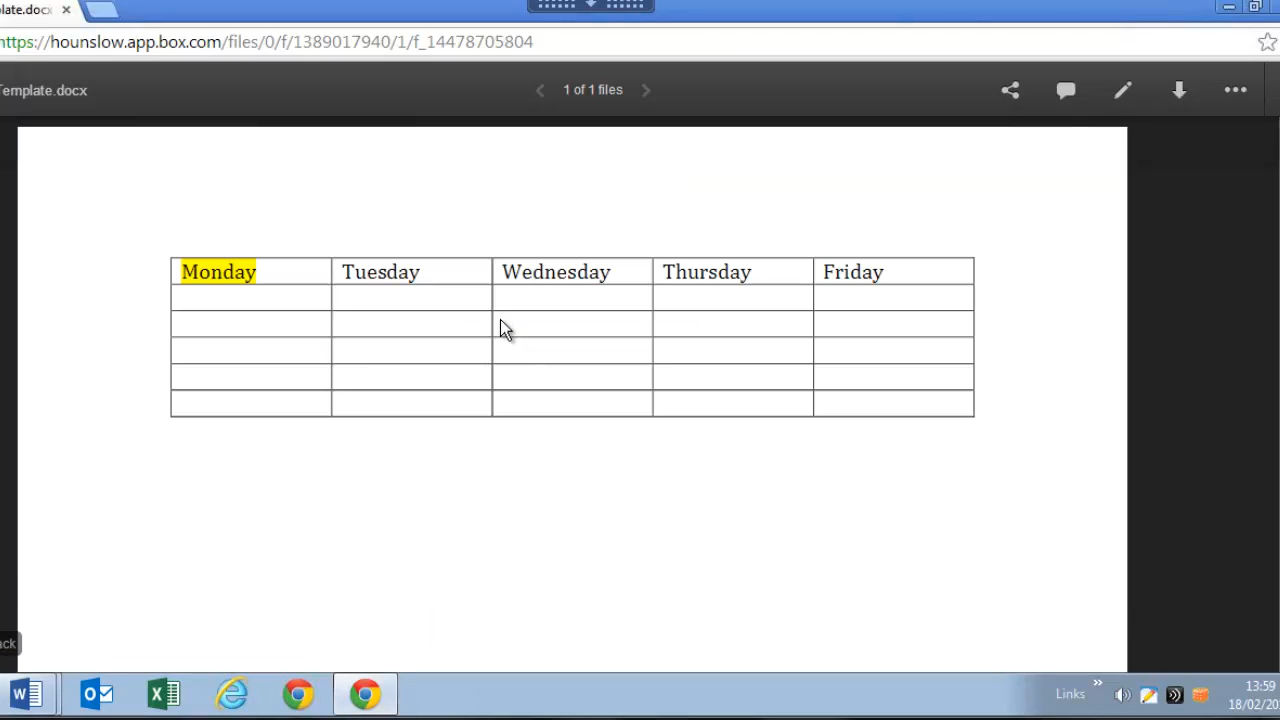 plate.docx ×
https://hounslow.app.box.com/files/0/f/1389017940/1/f_14478705804
Template.docx
1 of 1 files
Monday Tuesday Wednesday Thursday Friday
ack
Links
13:59
18/02/20